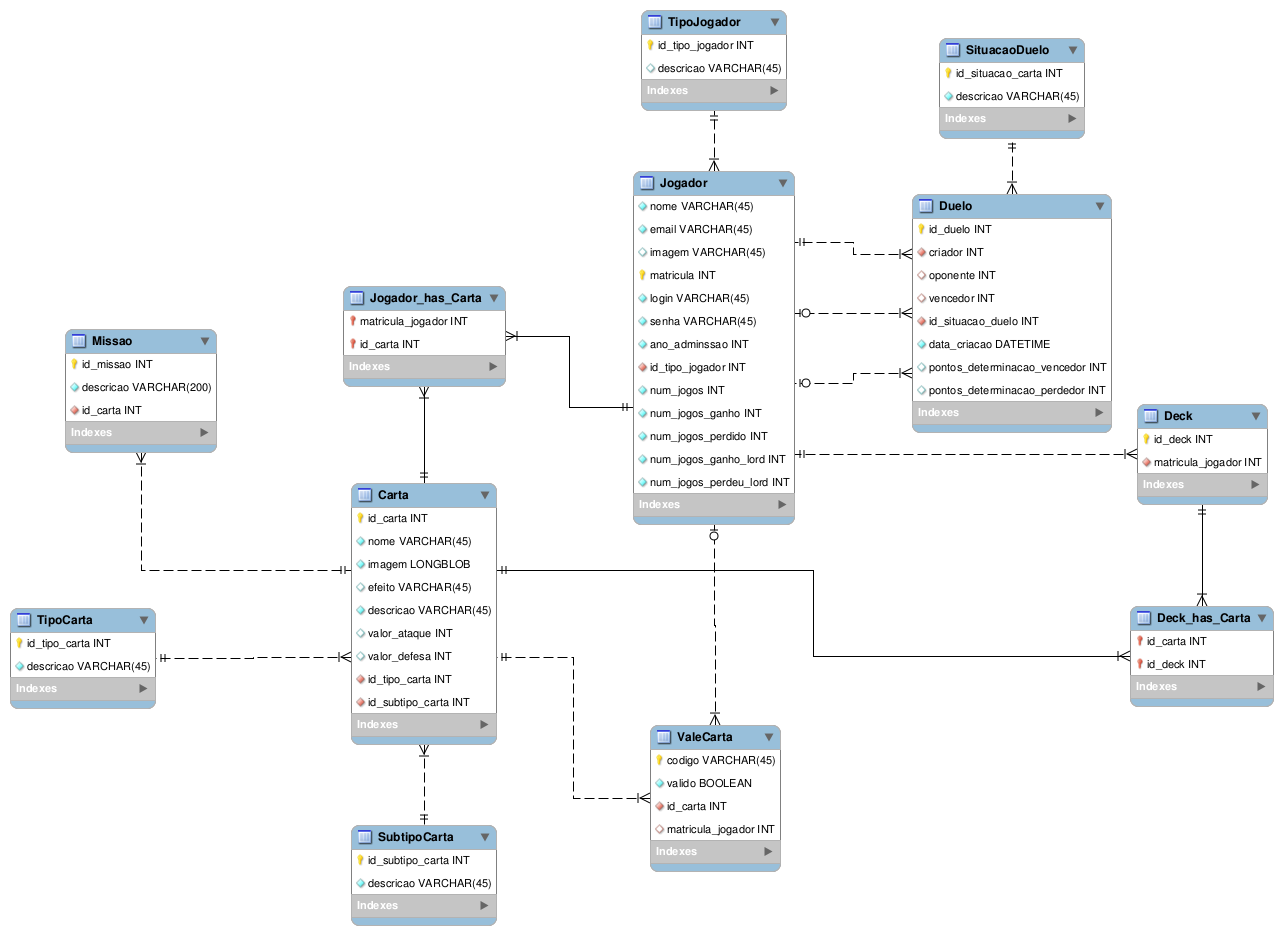 TipoJogador
id_tipo_jogador INT
descricao VARCHAR(45)
Indexes
SituacaoDuelo
id_situacao_carta INT
descricao VARCHAR(45)
Indexes
Jogador
nome VARCHAR(45)
email VARCHAR(45)
imagem VARCHAR(45)
matricula INT
login VARCHAR(45)
senha VARCHAR(45)
ano_adminssao INT
id_tipo_jogador INT
num_jogos INT
num_jogos_ganho INT
num_jogos_perdido INT
num_jogos_ganho_lord INT
num_jogos_perdeu_lord INT
Indexes
Duelo
id_duelo INT
criador INT
oponente INT
vencedor INT
id_situacao_duelo INT
data_criacao DATETIME
pontos_determinacao_vencedor INT
pontos_determinacao_perdedor INT
Indexes
Jogador_has_Carta
matricula_jogador INT
id_carta INT
Indexes
Missao
id_missao INT
descricao VARCHAR(200)
id_carta INT
Indexes
Deck
id_deck INT
matricula_jogador INT
Indexes
Carta
id_carta INT
nome VARCHAR(45)
imagem LONGBLOB
efeito VARCHAR(45)
descricao VARCHAR(45)
valor_ataque INT
valor_defesa INT
id_tipo_carta INT
id_subtipo_carta INT
Indexes
TipoCarta
id_tipo_carta INT
descricao VARCHAR(45)
Indexes
Deck_has_Carta
id_carta INT
id_deck INT
Indexes
ValeCarta
codigo VARCHAR(45)
valido BOOLEAN
id_carta INT
matricula_jogador INT
Indexes
SubtipoCarta
id_subtipo_carta INT
descricao VARCHAR(45)
Indexes